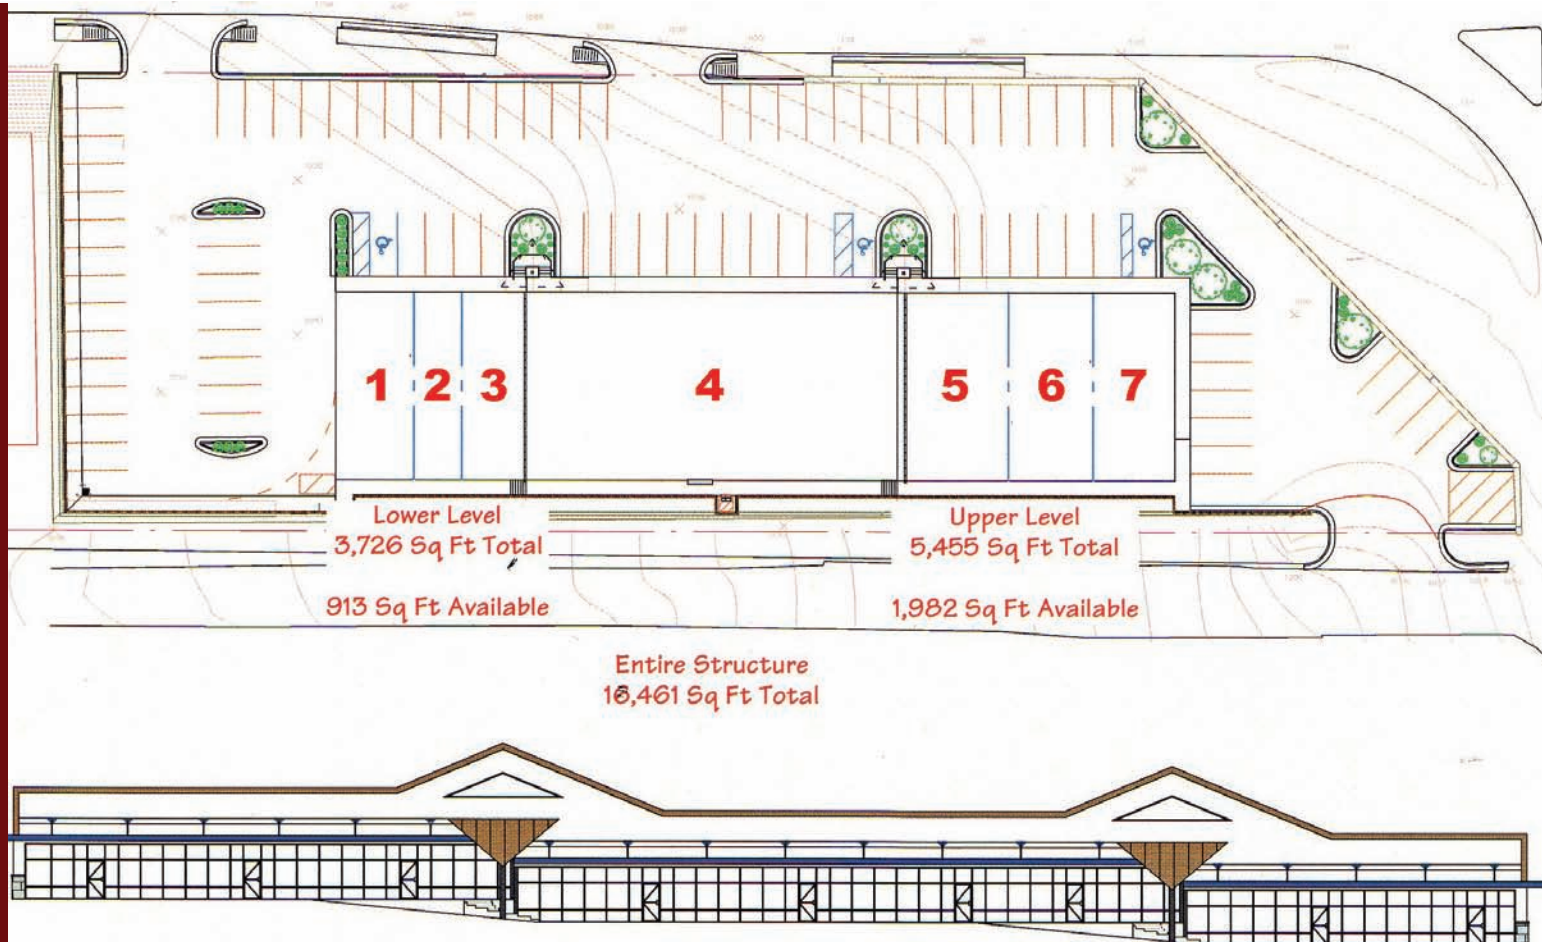 1
2
3
4
5
6
7
Lower Level
3,726 Sq Ft Total
913 Sq Ft Available
Upper Level
5,455 Sq Ft Total
1,982 Sq Ft Available
Entire Structure
16,461 Sq Ft Total